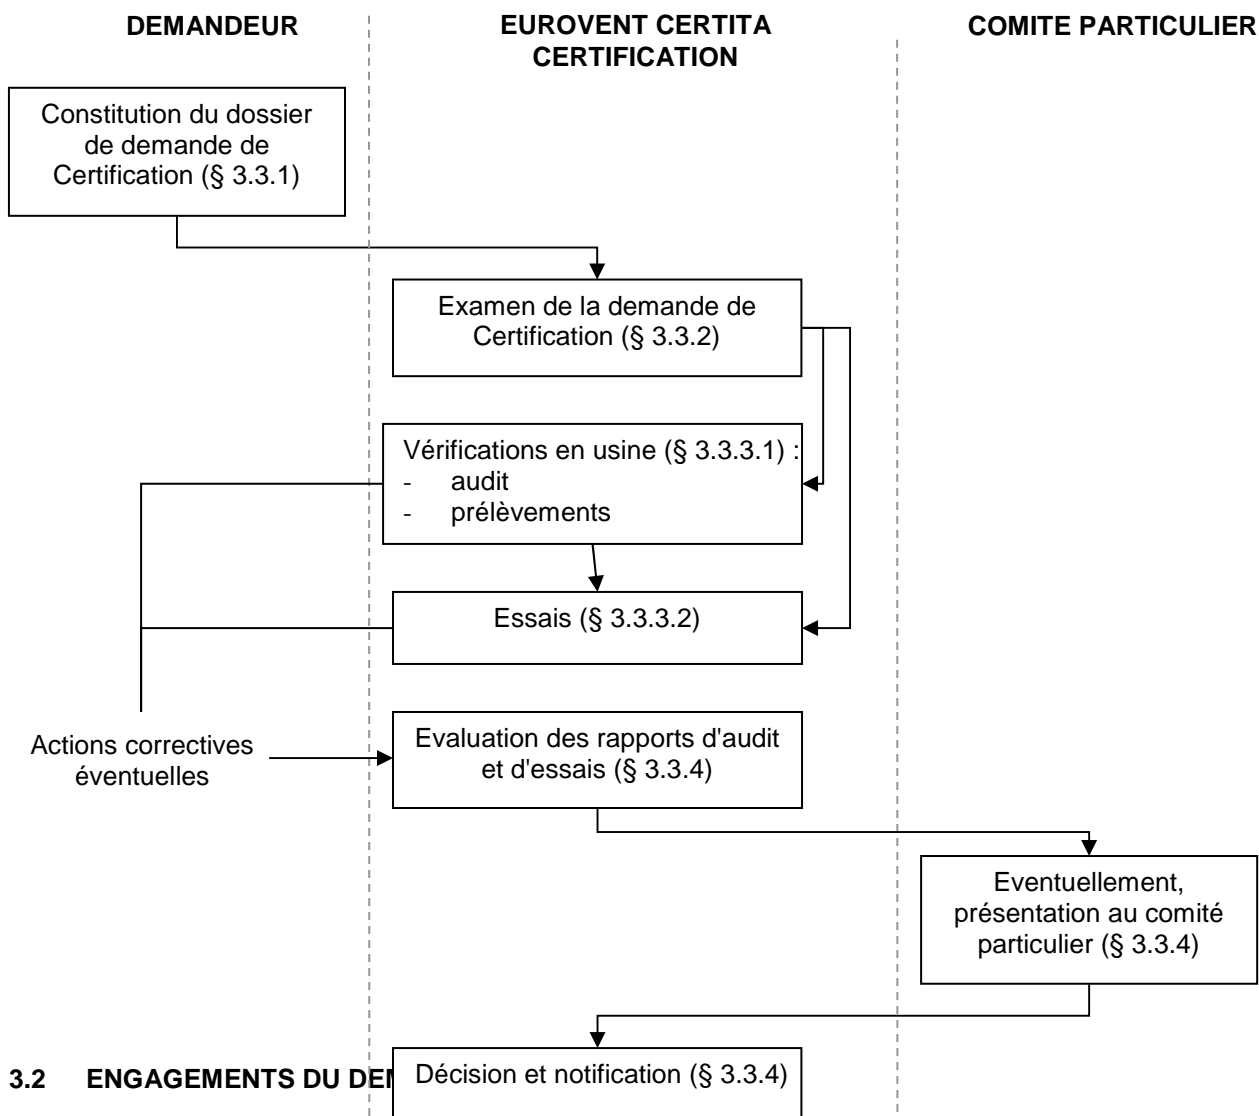 DEMANDEUR
EUROVENT CERTITA
CERTIFICATION
COMITE PARTICULIER
Constitution du dossier
de demande de
Certification (§ 3.3.1)
Examen de la demande de
Certification (§ 3.3.2)
Vérifications en usine (§ 3.3.3.1) :
- audit
- prélèvements
Essais (§ 3.3.3.2)
Actions correctives
éventuelles
Evaluation des rapports d'audit
et d'essais (§ 3.3.4)
Eventuellement,
présentation au comité
particulier (§ 3.3.4)
Décision et notification (§ 3.3.4)
3.2 ENGAGEMENTS DU